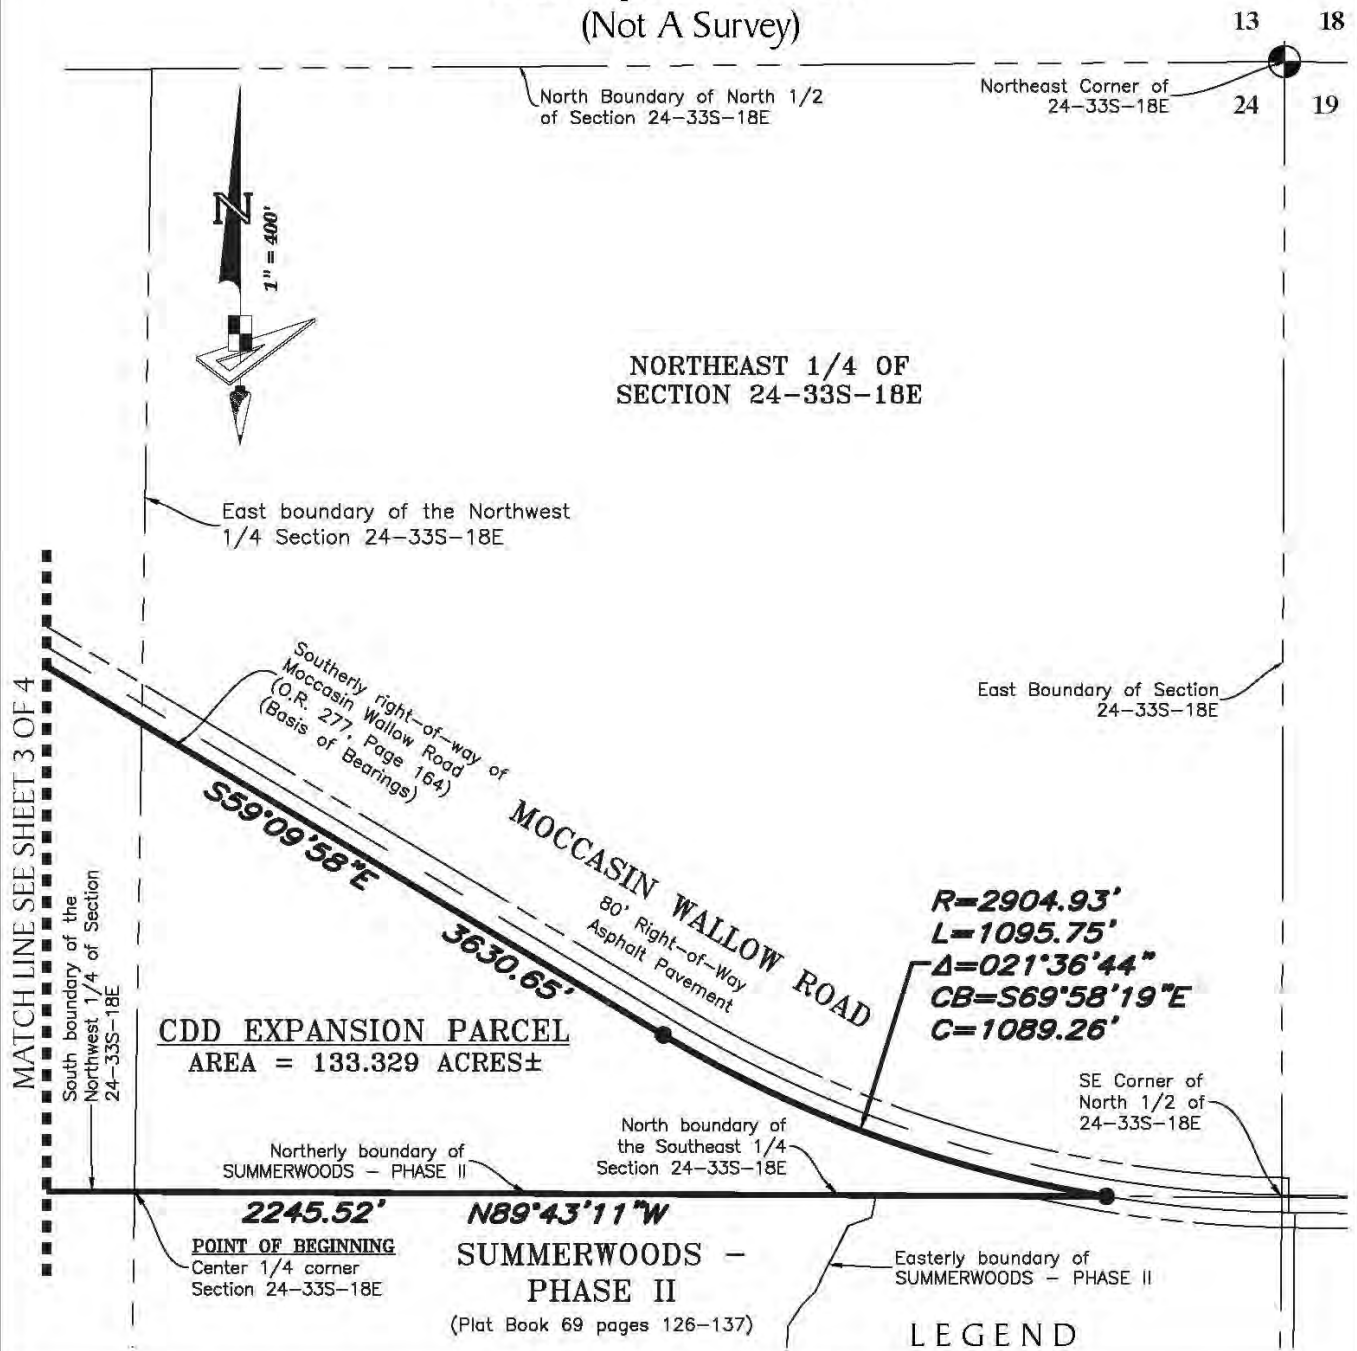 (Not A Survey)
13 18
24 19
North Boundary of North 1/2
of Section 24-33S-18E
Northeast Corner of
24-33S-18E
N
1" = 400'
NORTHEAST 1/4 OF
SECTION 24-33S-18E
East boundary of the Northwest
1/4 Section 24-33S-18E
East Boundary of Section
24-33S-18E
Southerly right-of-way of
Moccasin Wallow Road
(O.R. 277, Page 164)
(Basis of Bearings)
MATCH LINE SEE SHEET 3 OF 4
S59°09'58"E
3630.65'
MOCCASIN WALLOW ROAD
80' Right-of-Way
Asphalt Pavement
R=2904.93'
L=1095.75'
Δ=021°36'44"
CB=S69°58'19"E
C=1089.26'
South boundary of the
Northwest 1/4 of Section
24-33S-18E
CDD EXPANSION PARCEL
AREA = 133.329 ACRES±
SE Corner of
North 1/2 of
24-33S-18E
Northerly boundary of
SUMMERWOODS - PHASE II
North boundary of
the Southeast 1/4
Section 24-33S-18E
2245.52' N89°43'11"W
POINT OF BEGINNING
Center 1/4 corner
Section 24-33S-18E
SUMMERWOODS -
PHASE II
(Plat Book 69 pages 126-137)
Easterly boundary of
SUMMERWOODS - PHASE II
LEGEND